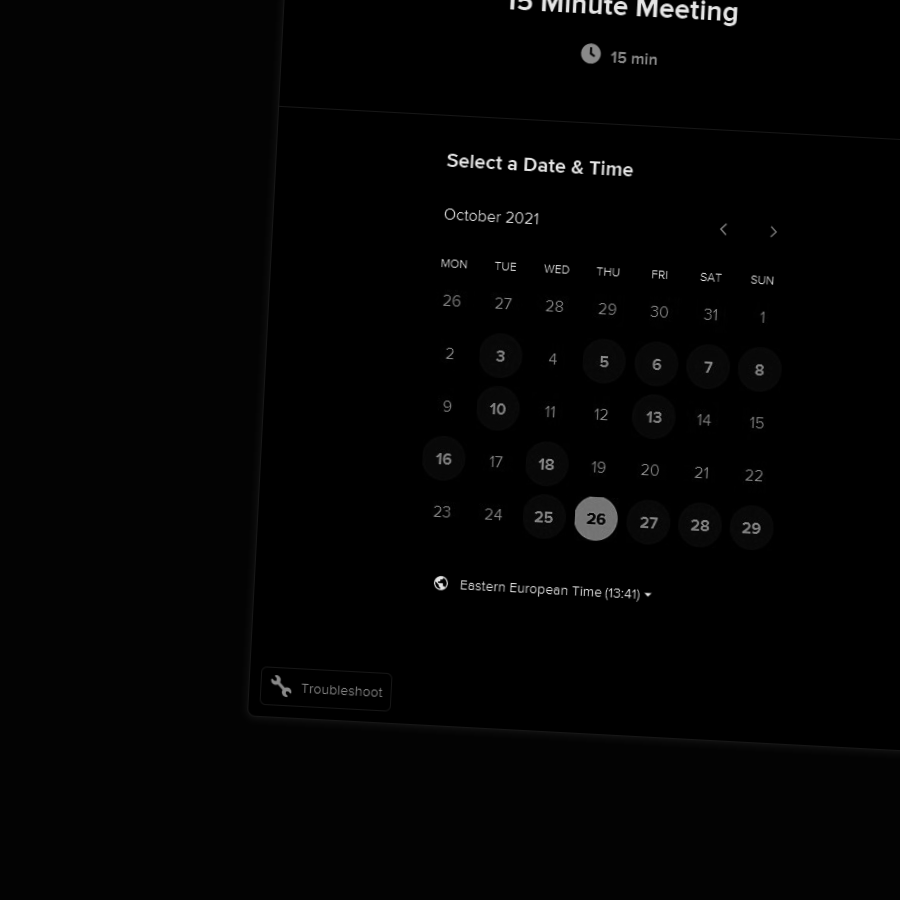 15 Minute Meeting
15 min
Select a Date & Time
October 2021
MON TUE WED THU FRI SAT SUN
26 27 28 29 30 31 1
2 3 4 5 6 7 8
9 10 11 12 13 14 15
16 17 18 19 20 21 22
23 24 25 26 27 28 29
Eastern European Time (13:41)
Troubleshoot